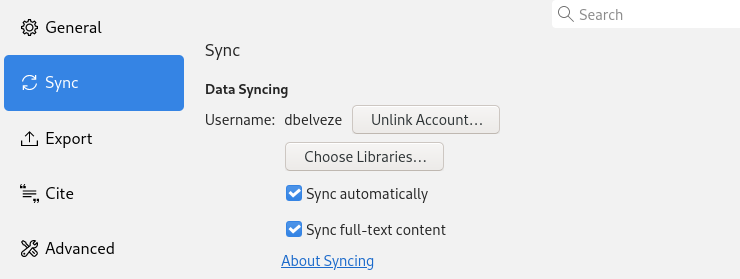 General
Sync
Export
Cite
Advanced
Search
Sync
Data Syncing
Username: dbelveze Unlink Account...
Choose Libraries...
Sync automatically
Sync full-text content
About Syncing